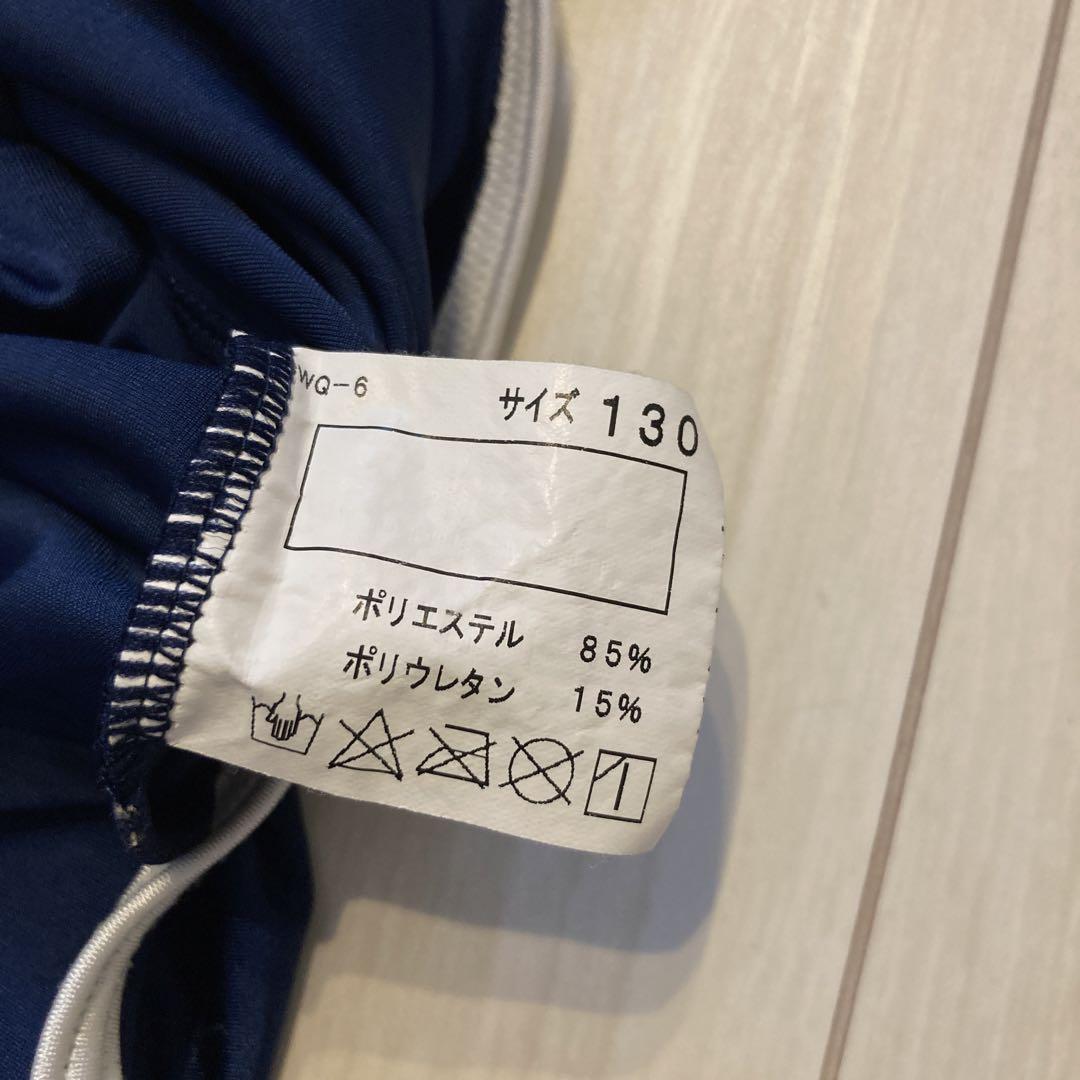 WQ-6
サイズ 130
ポリエステル 85%
ポリウレタン 15%